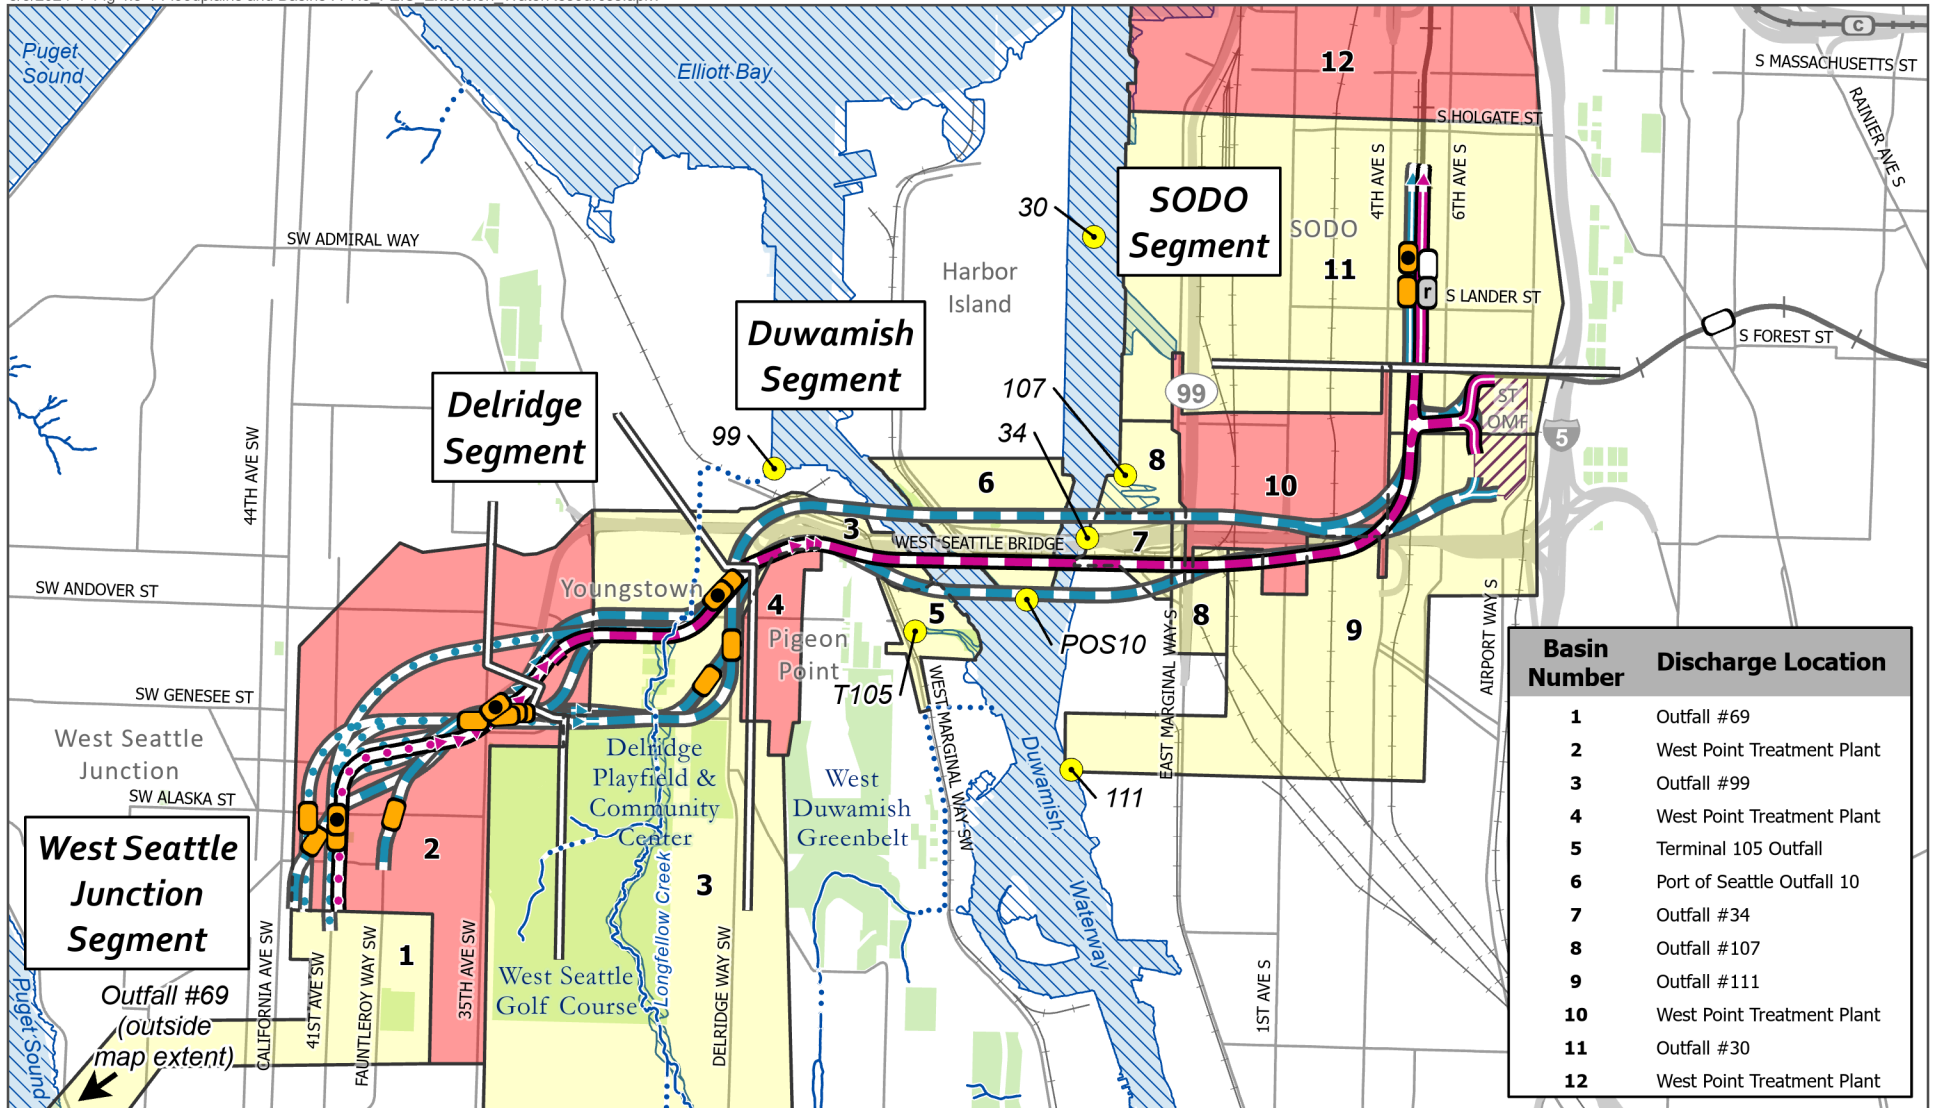 Puget
Sound
Elliott Bay
12
C
S MASSACHUSETTS ST
S HOLGATE ST
RAINIER AVE S
4TH AVE S
6TH AVE S
SODO
Segment
SODO
11
30
SW ADMIRAL WAY
Harbor
Island
r
S LANDER ST
S FOREST ST
Duwamish
Segment
Delridge
Segment
107
99
ST
OMF
34
99
5
44TH AVE SW
8
6
10
3
WEST SEATTLE BRIDGE
7
SW ANDOVER ST
Youngstown
4
5
8
9
Pigeon
Point
POS10
T105
AIRPORT WAY S
EAST MARGINAL WAY S
WEST MARGINAL WAY SW
SW GENESEE ST
West Seattle
Junction
SW ALASKA ST
Delridge
Playfield &
Community
Center
West
Duwamish
Greenbelt
111
Duwamish
Waterway
West Seattle
Junction
Segment
2
3
1
Longfellow Creek
West Seattle
Golf Course
CALIFORNIA AVE SW
41ST AVE SW
FAUNTLEROY WAY SW
35TH AVE SW
DELRIDGE WAY SW
1ST AVE S
Puget Sound
Outfall #69
(outside
map extent)
Basin
Number
Discharge Location
1 Outfall #69
2 West Point Treatment Plant
3 Outfall #99
4 West Point Treatment Plant
5 Terminal 105 Outfall
6 Port of Seattle Outfall 10
7 Outfall #34
8 Outfall #107
9 Outfall #111
10 West Point Treatment Plant
11 Outfall #30
12 West Point Treatment Plant